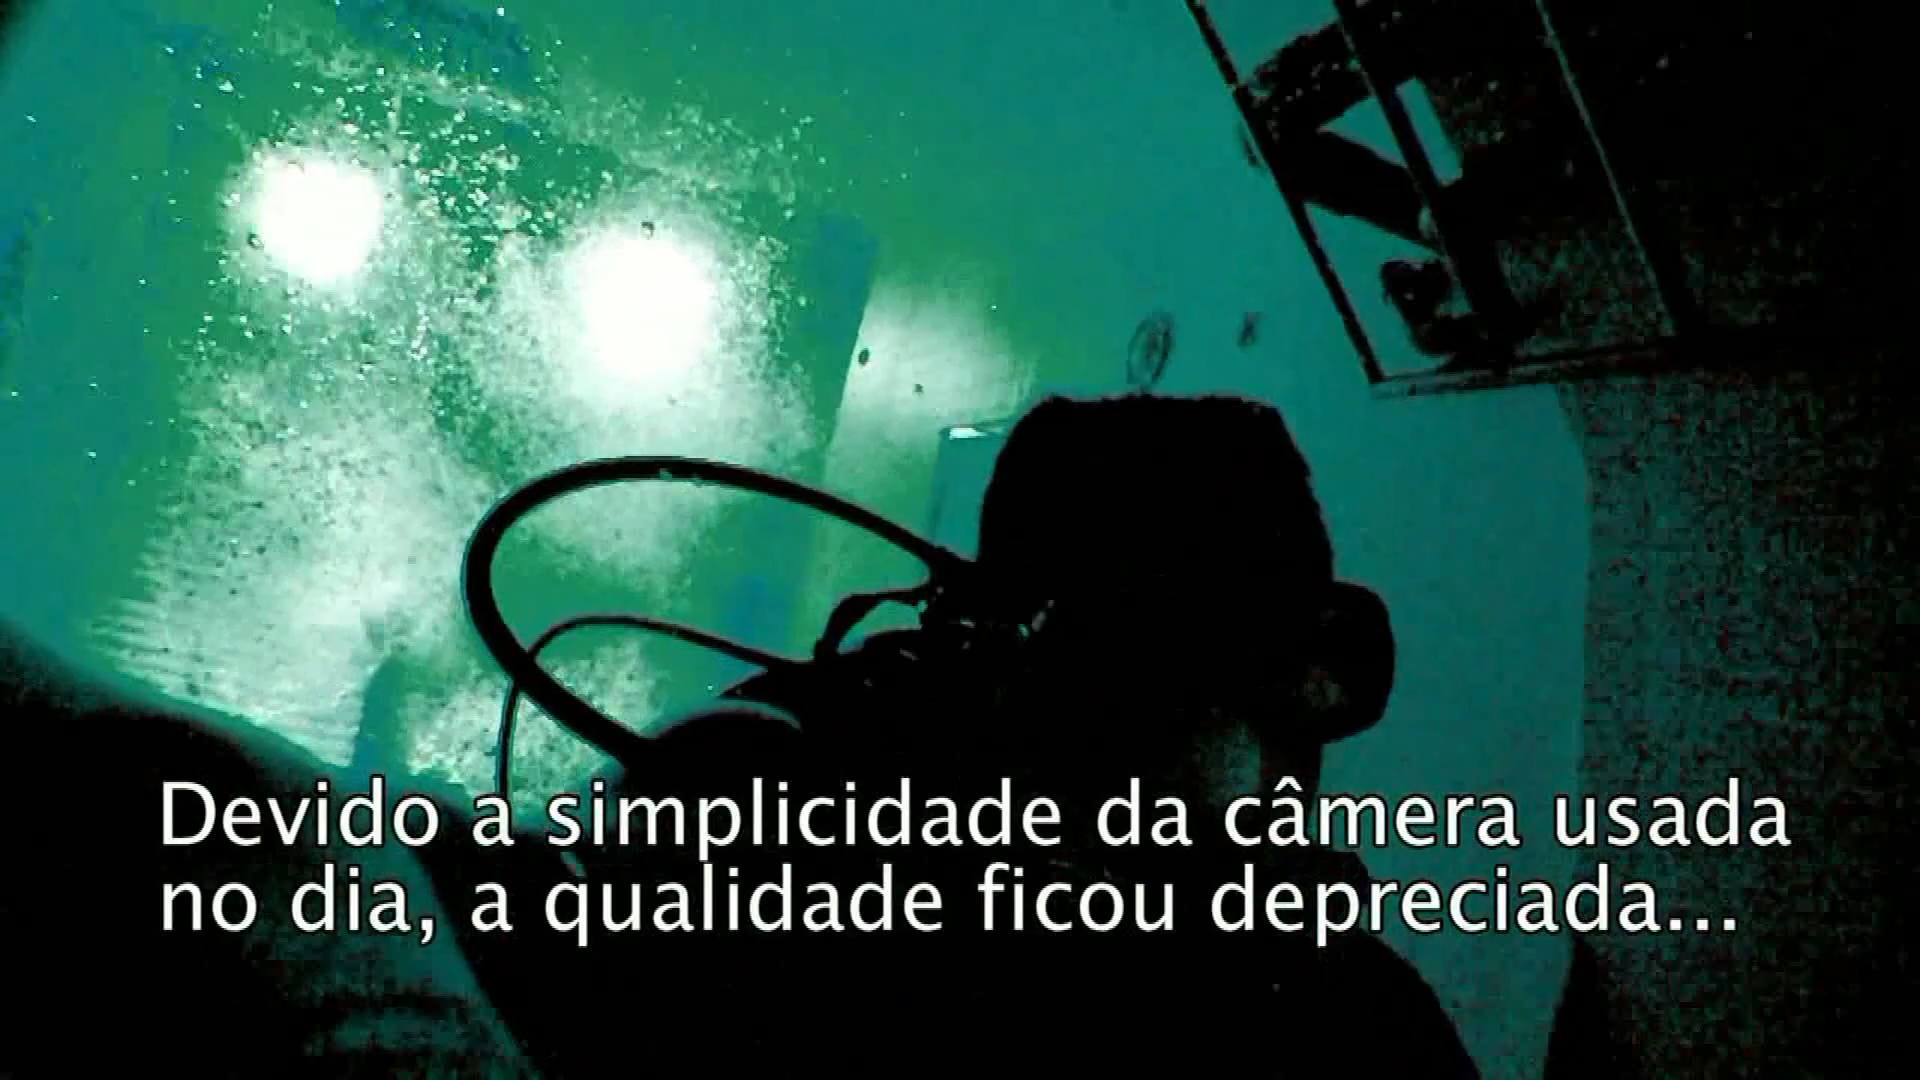 Devido a simplicidade da câmera usada
no dia, a qualidade ficou depreciada...